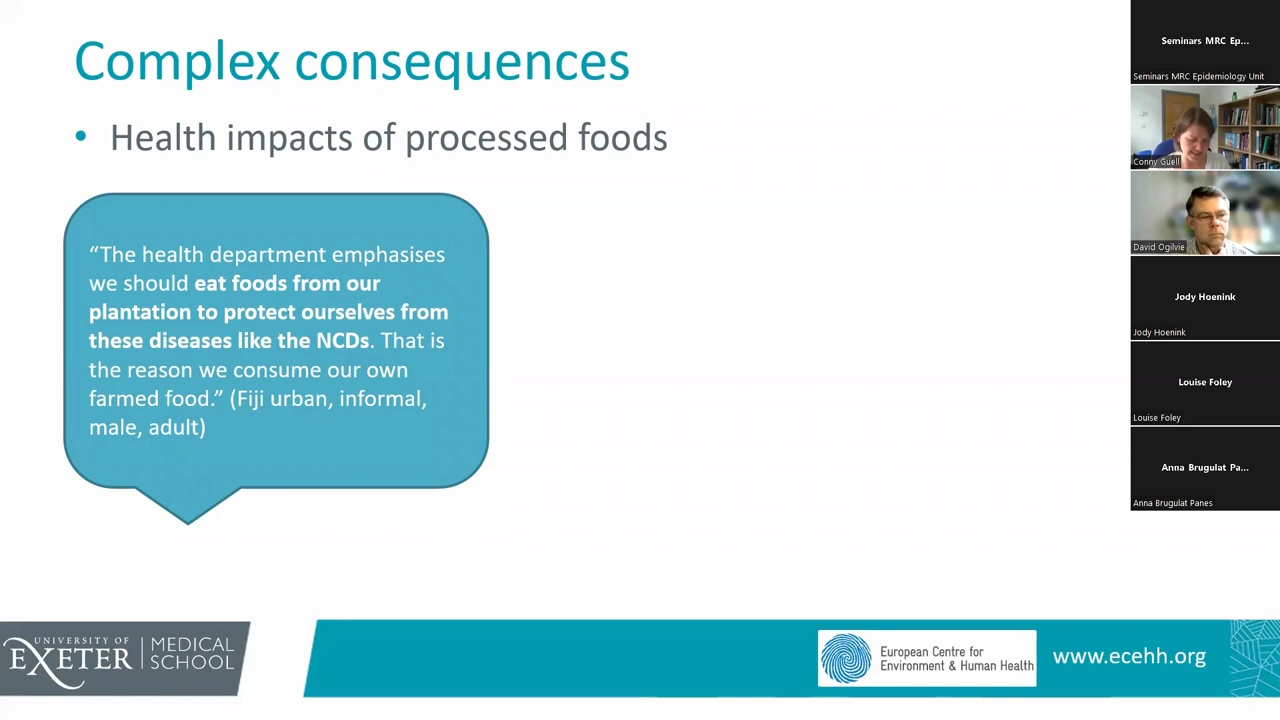 Complex consequences
• Health impacts of processed foods
“The health department emphasises
we should eat foods from our
plantation to protect ourselves from
these diseases like the NCDs. That is
the reason we consume our own
farmed food.” (Fiji urban, informal,
male, adult)
UNIVERSITY OF
EXETER
MEDICAL
SCHOOL
European Centre for
Environment & Human Health
www.ecehh.org
Seminars MRC Ep...
Seminars MRC Epidemiology Unit
Conny Guell
David Ogilvie
Jody Hoenink
Jody Hoenink
Louise Foley
Louise Foley
Anna Brugulat Pa...
Anna Brugulat Panes